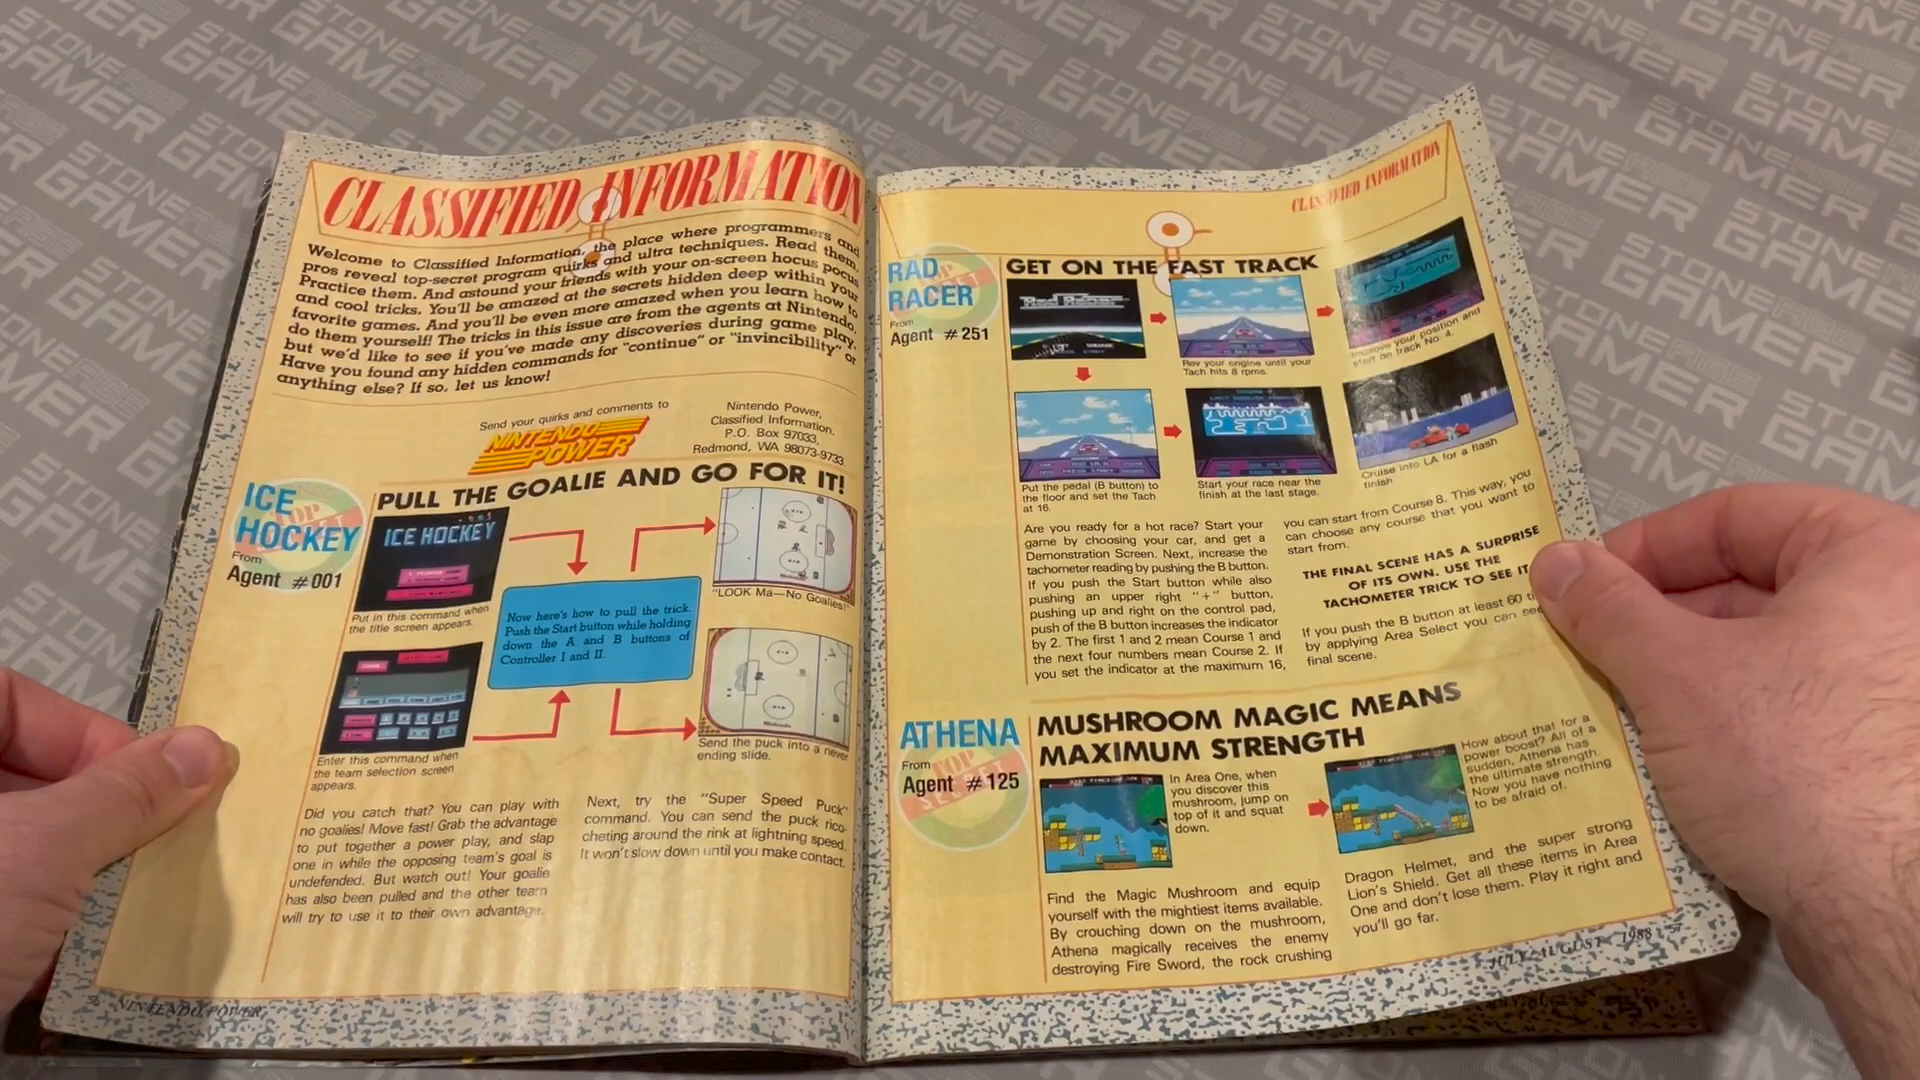 CLASSIFIED INFORMATION
Welcome to Classified Information, the place where programmers and
pros reveal top-secret program quirks and ultra techniques. Read them.
Practice them. And astound your friends with your on-screen hocus pocus
and cool tricks. You'll be amazed at the secrets hidden deep within your
favorite games. And you'll be even more amazed when you learn how to
do them yourself! The tricks in this issue are from the agents at Nintendo,
but we'd like to see if you've made any discoveries during game play.
Have you found any hidden commands for "continue" or "invincibility" or
anything else? If so, let us know!
Send your quirks and comments to
NINTENDO
POWER
Nintendo Power,
Classified Information.
P.O. Box 97033,
Redmond, WA 98073-9733
ICE
HOCKEY
TOP
From
Agent #001
PULL THE GOALIE AND GO FOR IT!
ICE HOCKEY
Put in this command when
the title screen appears.
Now here's how to pull the trick.
Push the Start button while holding
down the A and B buttons of
Controller I and II.
"LOOK Ma—No Goalies!"
Enter this command when
the team selection screen
appears.
Send the puck into a never
ending slide.
Did you catch that? You can play with
no goalies! Move fast! Grab the advantage
to put together a power play, and slap
one in while the opposing team's goal is
undefended. But watch out! Your goalie
has also been pulled and the other team
will try to use it to their own advantage.
Next, try the "Super Speed Puck"
command. You can send the puck rico-
cheting around the rink at lightning speed.
It won't slow down until you make contact.
56 NINTENDO POWER
CLASSIFIED INFORMATION
RAD
RACER
TOP
From
Agent #251
GET ON THE FAST TRACK
Rad Racer
Rev your engine until your
Tach hits 8 rpms.
Improve your position and
start on track No. 4.
Put the pedal (B button) to
the floor and set the Tach
at 16.
Start your race near the
finish at the last stage.
Cruise into LA for a flash
finish
Are you ready for a hot race? Start your
game by choosing your car, and get a
Demonstration Screen. Next, increase the
tachometer reading by pushing the B button.
If you push the Start button while also
pushing an upper right "+" button,
pushing up and right on the control pad,
push of the B button increases the indicator
by 2. The first 1 and 2 mean Course 1 and
the next four numbers mean Course 2. If
you set the indicator at the maximum 16,
you can start from Course 8. This way, you
can choose any course that you want to
start from.
THE FINAL SCENE HAS A SURPRISE
OF ITS OWN. USE THE
TACHOMETER TRICK TO SEE IT
If you push the B button at least 60
by applying Area Select you can see
final scene.
ATHENA
From
Agent #125
TOP
SECRET
MUSHROOM MAGIC MEANS
MAXIMUM STRENGTH
In Area One, when
you discover this
mushroom, jump on
top of it and squat
down.
How about that for a
power boost? All of a
sudden, Athena has
the ultimate strength.
Now you have nothing
to be afraid of.
Find the Magic Mushroom and equip
yourself with the mightiest items available.
By crouching down on the mushroom,
Athena magically receives the enemy
destroying Fire Sword, the rock crushing
Dragon Helmet, and the super strong
Lion's Shield. Get all these items in Area
One and don't lose them. Play it right and
you'll go far.
JULY/AUGUST 1988 57
STONE AGE GAMER